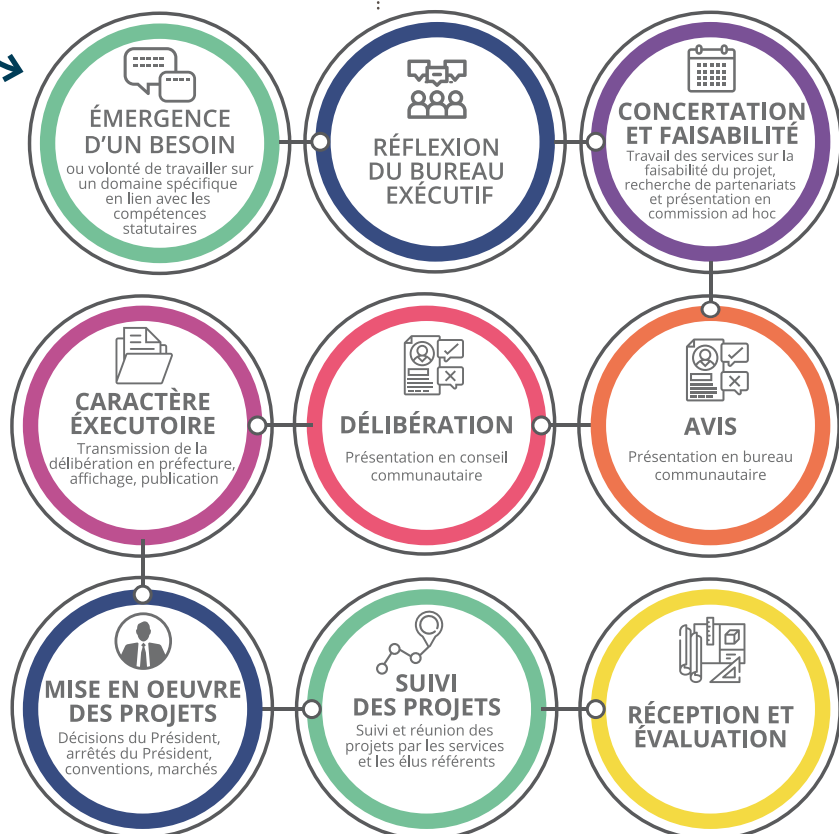 ÉMERGENCE
D'UN BESOIN
ou volonté de travailler sur
un domaine spécifique
en lien avec les
compétences
statutaires
RÉFLEXION
DU BUREAU
EXÉCUTIF
CONCERTATION
ET FAISABILITÉ
Travail des services sur la
faisabilité du projet,
recherche de partenariats
et présentation en
commission ad hoc
AVIS
Présentation en bureau
communautaire
DÉLIBÉRATION
Présentation en conseil
communautaire
CARACTÈRE
ÉXECUTOIRE
Transmission de la
délibération en préfecture,
affichage, publication
MISE EN OEUVRE
DES PROJETS
Décisions du Président,
arrêtés du Président,
conventions, marchés
SUIVI
DES PROJETS
Suivi et réunion des
projets par les services
et les élus référents
RÉCEPTION ET
ÉVALUATION